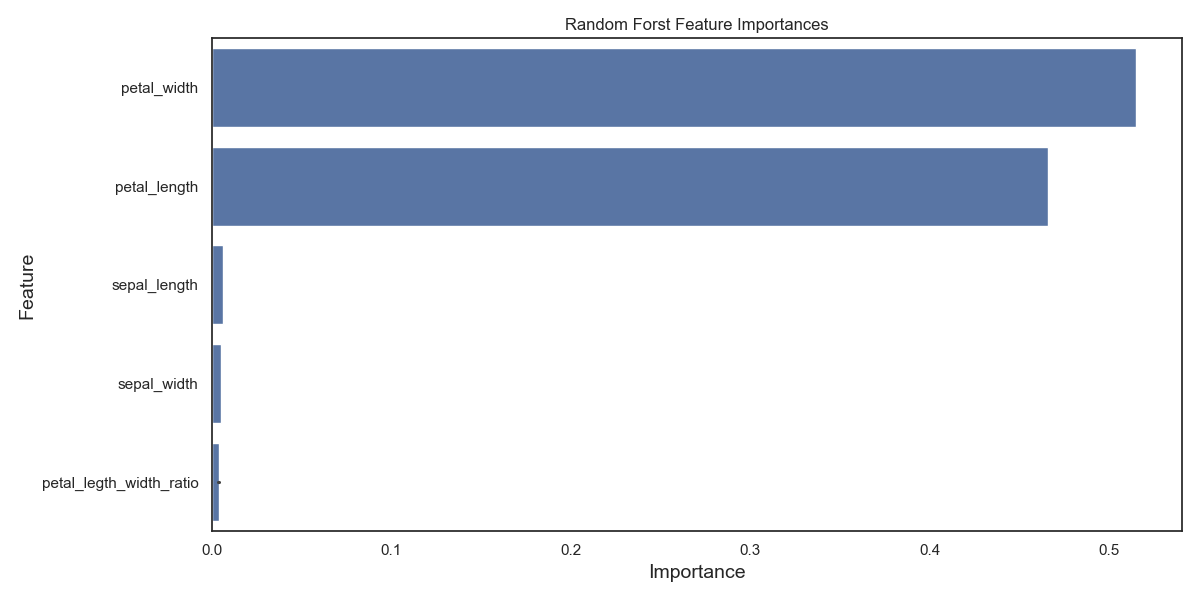 Random Forst Feature Importances
petal_width
petal_length
sepal_length
sepal_width
petal_legth_width_ratio
Feature
0.0 0.1 0.2 0.3 0.4 0.5
Importance